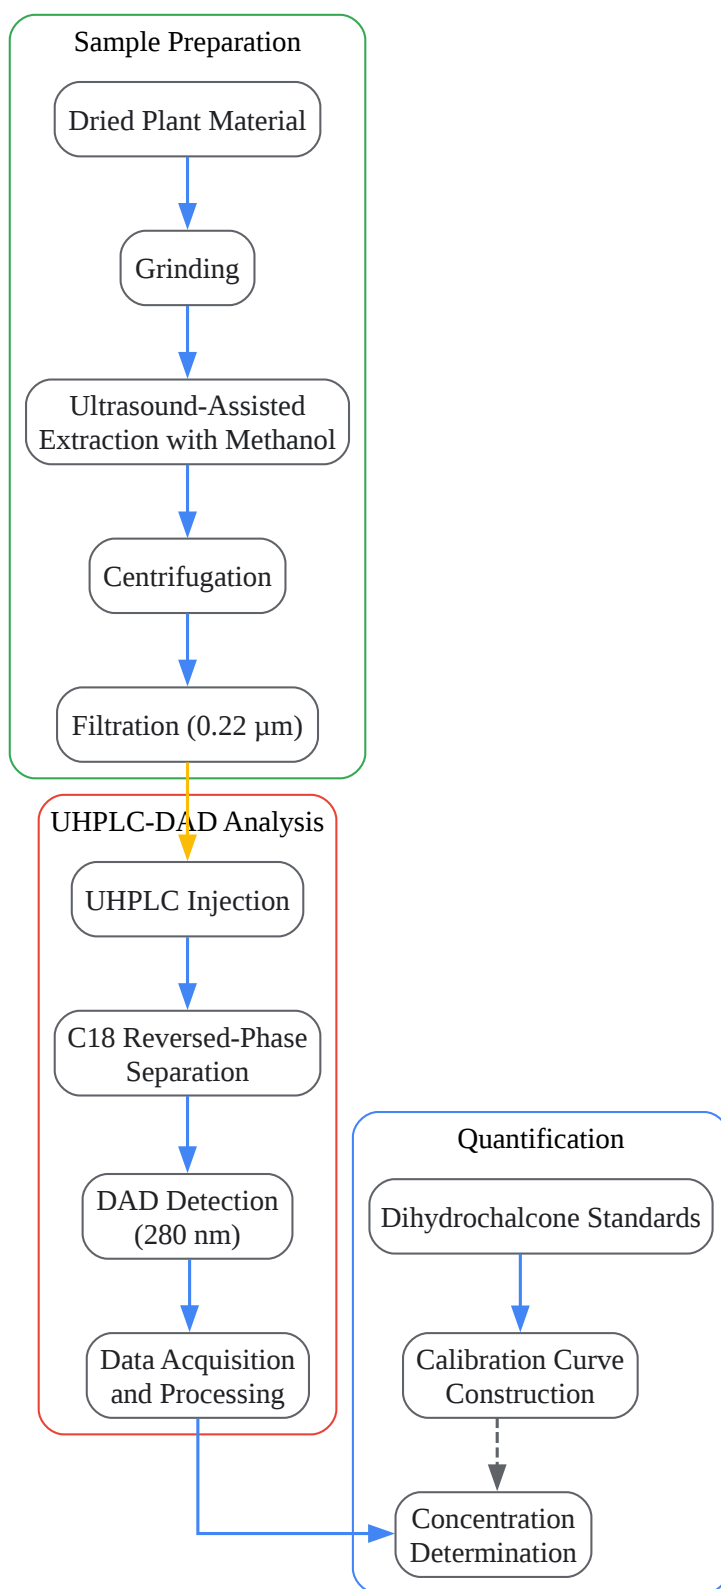 Sample Preparation
Dried Plant Material
Grinding
Ultrasound-Assisted
Extraction with Methanol
Centrifugation
Filtration (0.22 µm)
UHPLC-DAD Analysis
UHPLC Injection
C18 Reversed-Phase
Separation
DAD Detection
(280 nm)
Data Acquisition
and Processing
Quantification
Dihydrochalcone Standards
Calibration Curve
Construction
Concentration
Determination